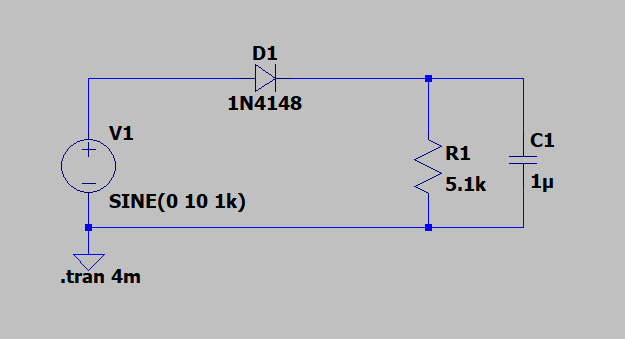 D1
1N4148
V1
SINE(0 10 1k)
R1
5.1k
C1
1µ
.tran 4m